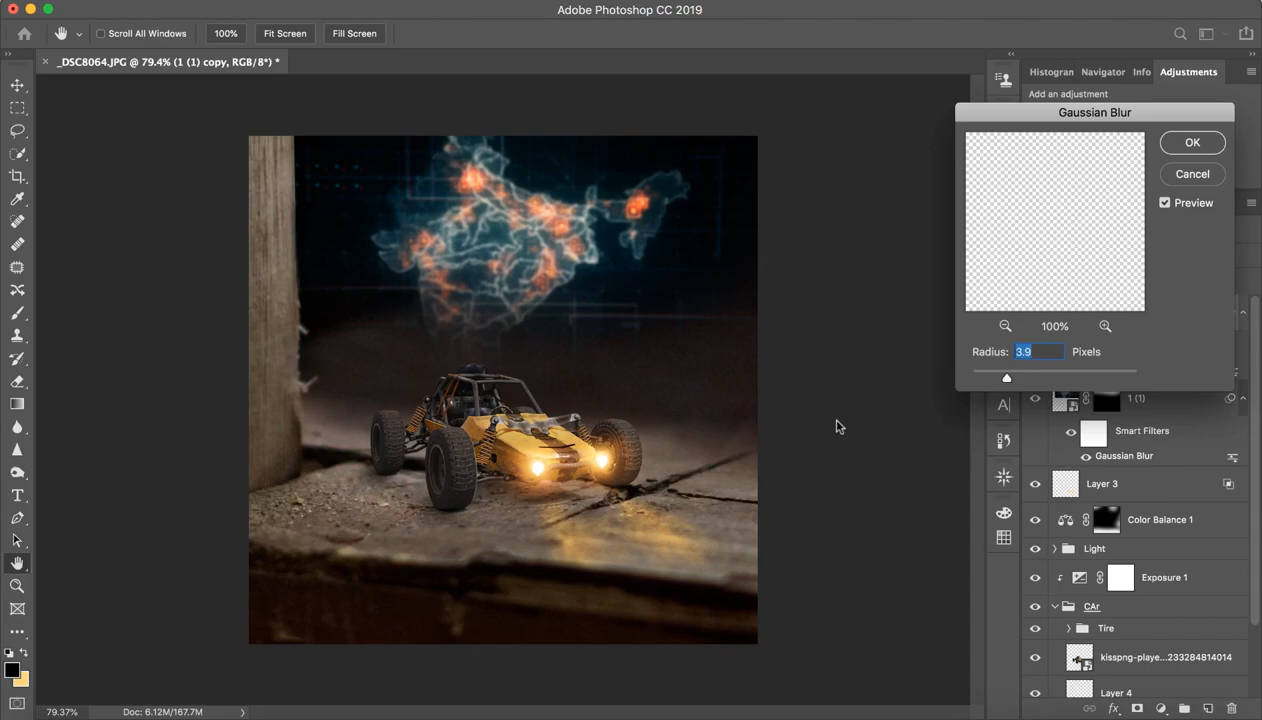 Adobe Photoshop CC 2019
Scroll All Windows
100%
Fit Screen
Fill Screen
_DSC8064.JPG @ 79.4% (1 (1) copy, RGB/8*) *
Histogran
Navigator
Info
Adjustments
Add an adjustment
Gaussian Blur
OK
Cancel
Preview
100%
Radius: 3.9 Pixels
1 (1)
Smart Filters
Gaussian Blur
Layer 3
Color Balance 1
Light
Exposure 1
CAr
Tire
kisspng-playe...233284814014
Layer 4
79.37%
Doc: 6.12M/167.7M